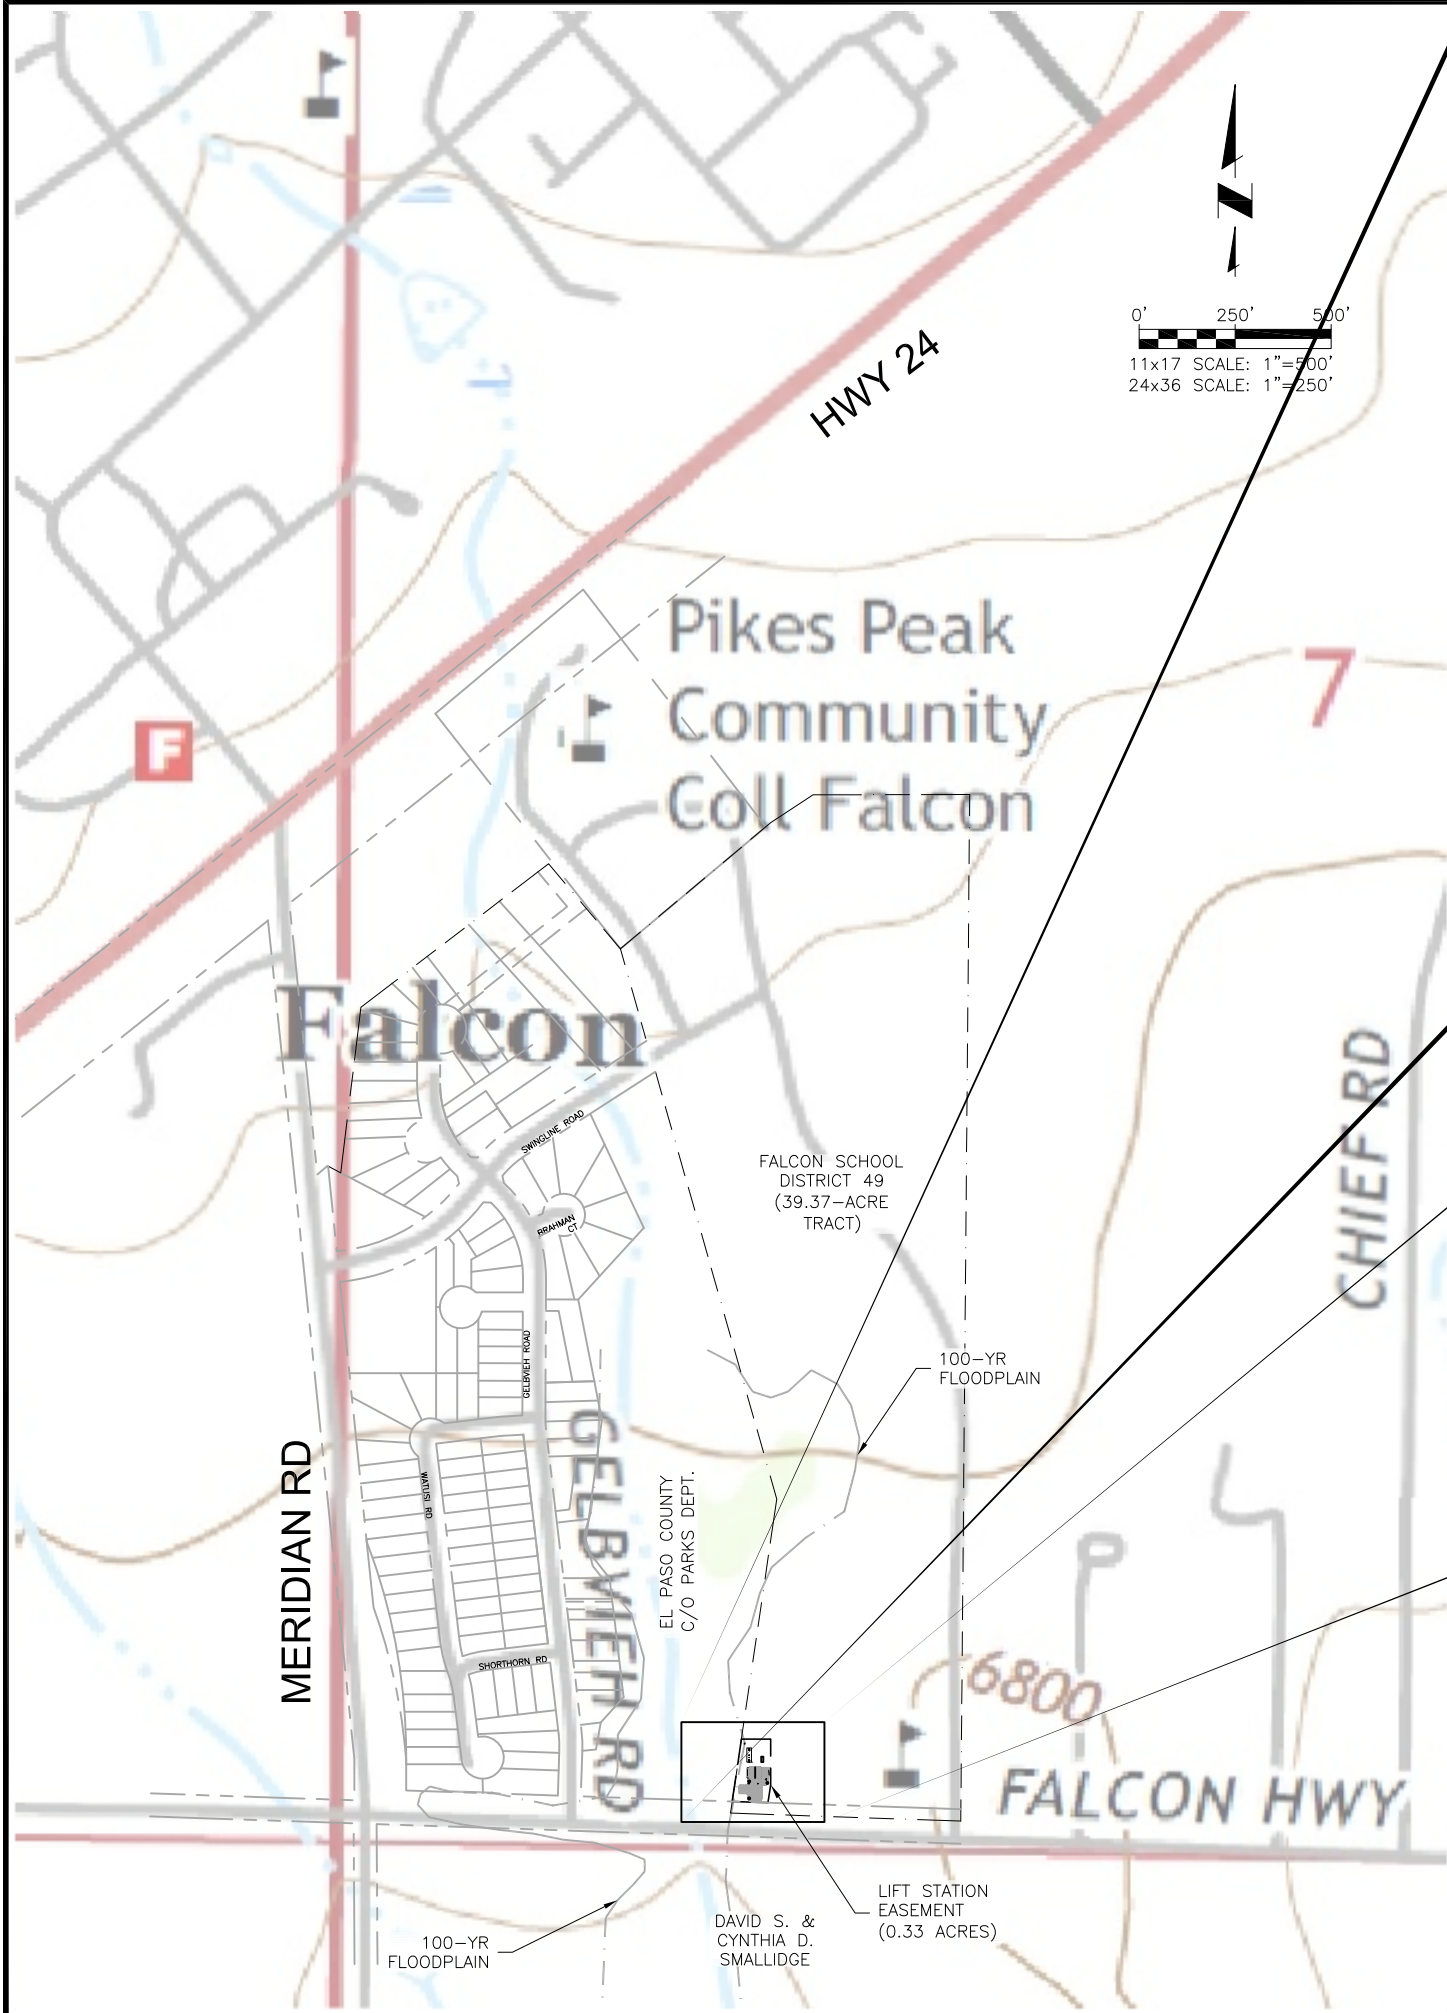 0' 250' 500'
11x17 SCALE: 1"=500'
24x36 SCALE: 1"=250'
N
HWY 24
Pikes Peak
Community
Coll Falcon
7
F
Falcon
SWINGLINE ROAD
BRAHMAN
CT
FALCON SCHOOL
DISTRICT 49
(39.37-ACRE
TRACT)
CHIEF RD
GELBVIEH ROAD
100-YR
FLOODPLAIN
MERIDIAN RD
WATUSI RD
GELBVIEH RD
EL PASO COUNTY
C/O PARKS DEPT.
SHORTHORN RD
6800
FALCON HWY
LIFT STATION
EASEMENT
(0.33 ACRES)
DAVID S. &
CYNTHIA D.
SMALLIDGE
100-YR
FLOODPLAIN